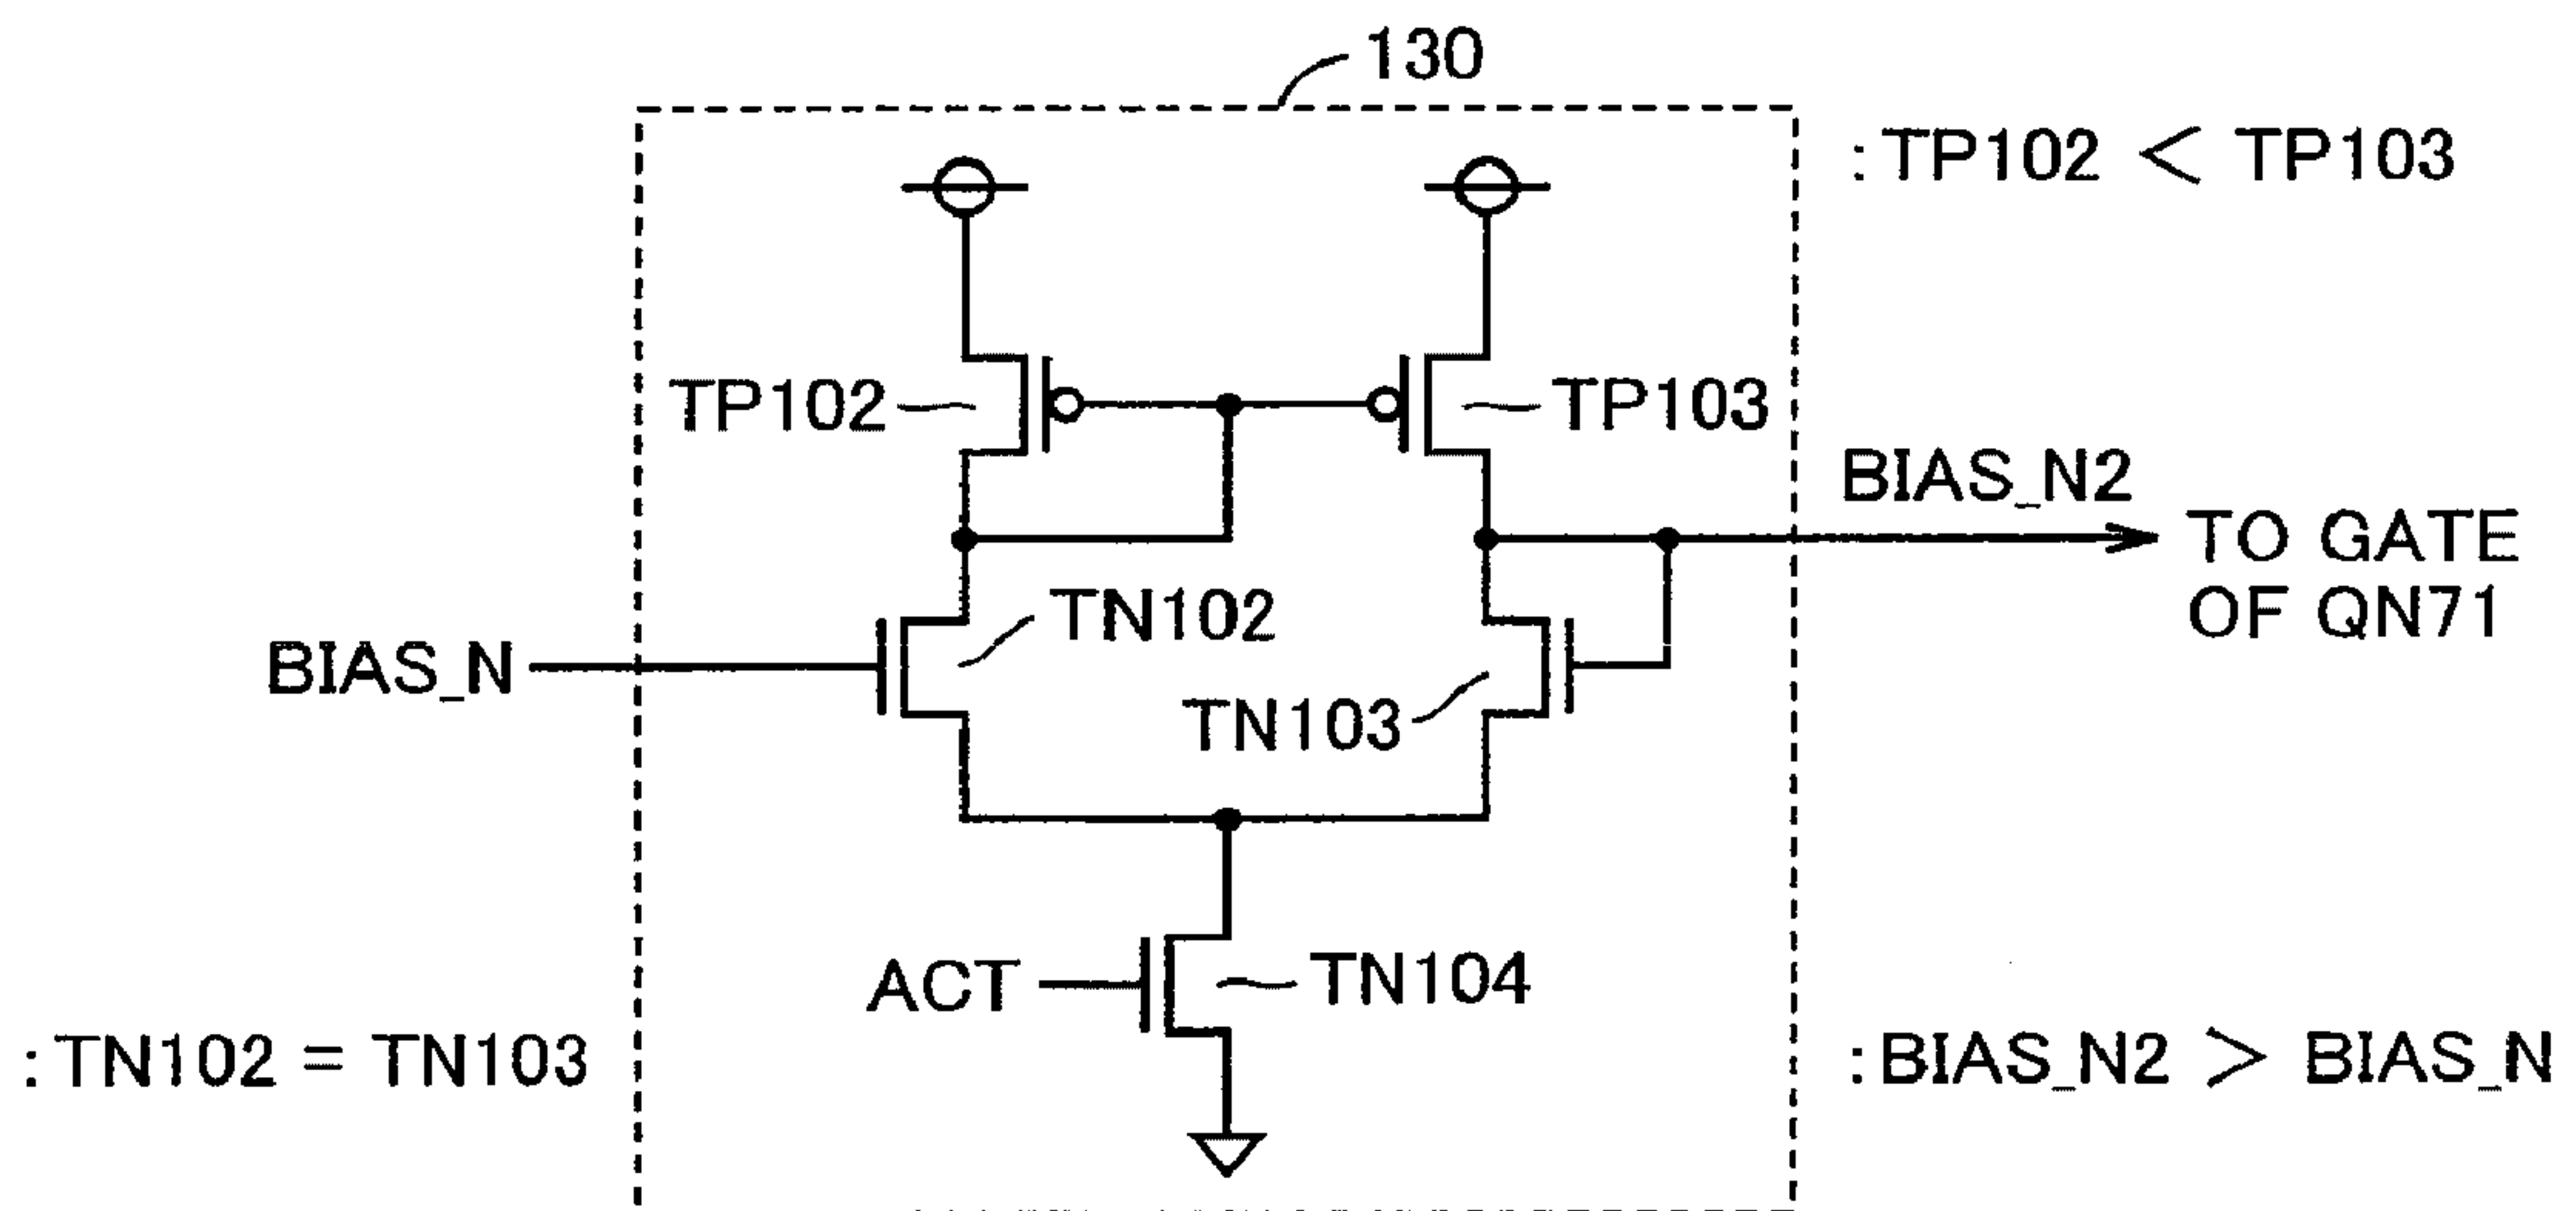 130
:TP102 < TP103
TP102
TP103
BIAS_N2
TO GATE
OF QN71
TN102
BIAS_N
TN103
ACT
TN104
:TN102 = TN103
:BIAS_N2 > BIAS_N